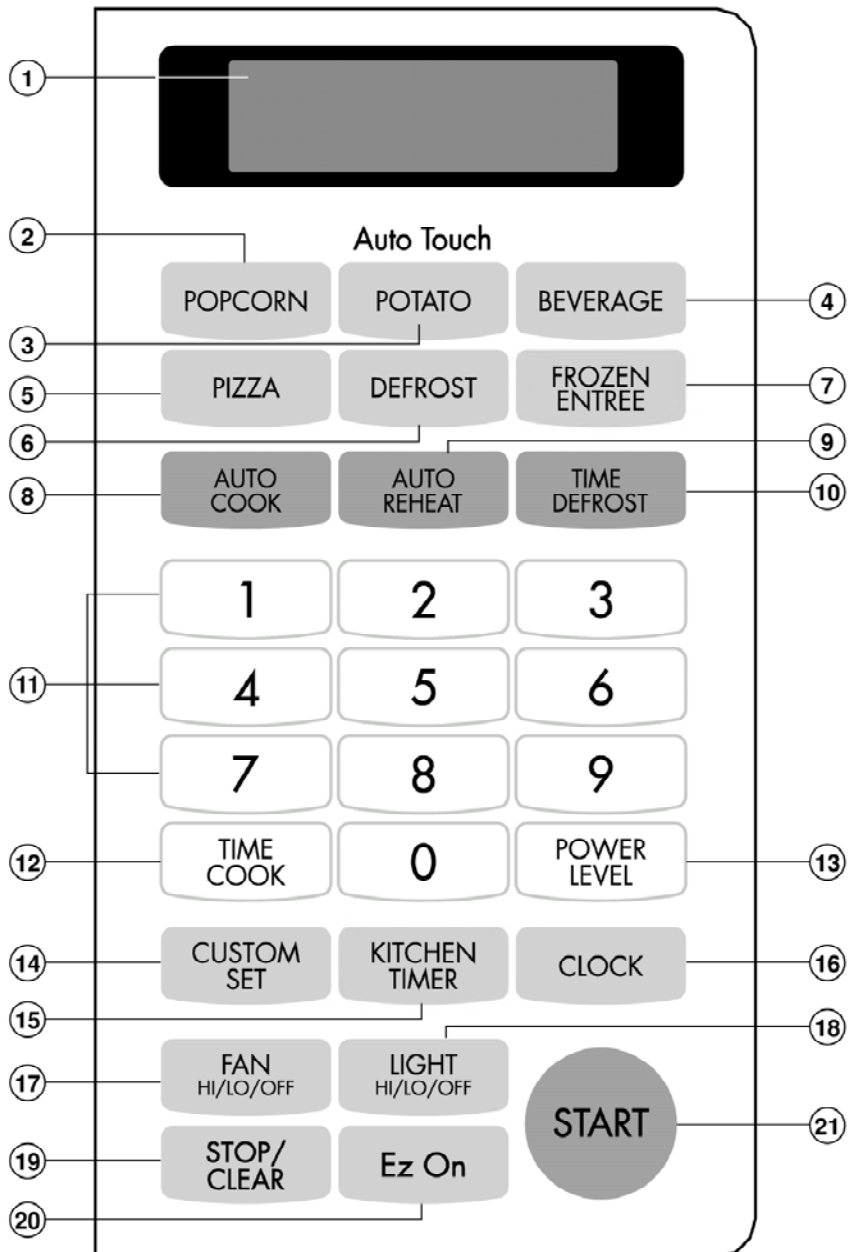 1
2
Auto Touch
POPCORN
POTATO
BEVERAGE
4
3
5
PIZZA
DEFROST
FROZEN
ENTREE
7
6
9
8
AUTO
COOK
AUTO
REHEAT
TIME
DEFROST
10
1
2
3
11
4
5
6
7
8
9
12
TIME
COOK
0
POWER
LEVEL
13
14
CUSTOM
SET
KITCHEN
TIMER
CLOCK
16
15
18
17
FAN
HI/LO/OFF
LIGHT
HI/LO/OFF
START
21
19
STOP/
CLEAR
Ez On
20